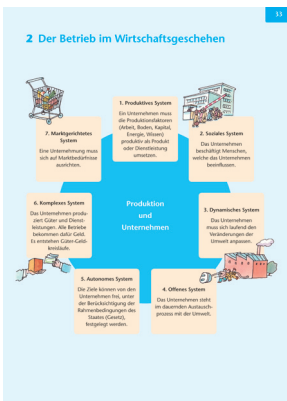 33
2 Der Betrieb im Wirtschaftsgeschehen
1. Produktives System
Ein Unternehmen muss
die Produktionsfaktoren
(Arbeit, Boden, Kapital,
Energie, Wissen)
produktiv als Produkt
oder Dienstleistung
umsetzen.
2. Soziales System
Das Unternehmen
beschäftigt Menschen,
welche das Unternehmen
beeinflussen.
3. Dynamisches System
Das Unternehmen
muss sich laufend den
Veränderungen der
Umwelt anpassen.
4. Offenes System
Das Unternehmen steht
im dauernden Austausch-
prozess mit der Umwelt.
5. Autonomes System
Die Ziele können von den
Unternehmen frei, unter
der Berücksichtigung der
Rahmenbedingungen des
Staates (Gesetz),
festgelegt werden.
6. Komplexes System
Das Unternehmen produ-
ziert Güter und Dienst-
leistungen. Alle Betriebe
bekommen dafür Geld.
Es entstehen Güter-Geld-
kreisläufe.
7. Marktgerichtetes
System
Eine Unternehmung muss
sich auf Marktbedürfnisse
ausrichten.
Produktion
und
Unternehmen